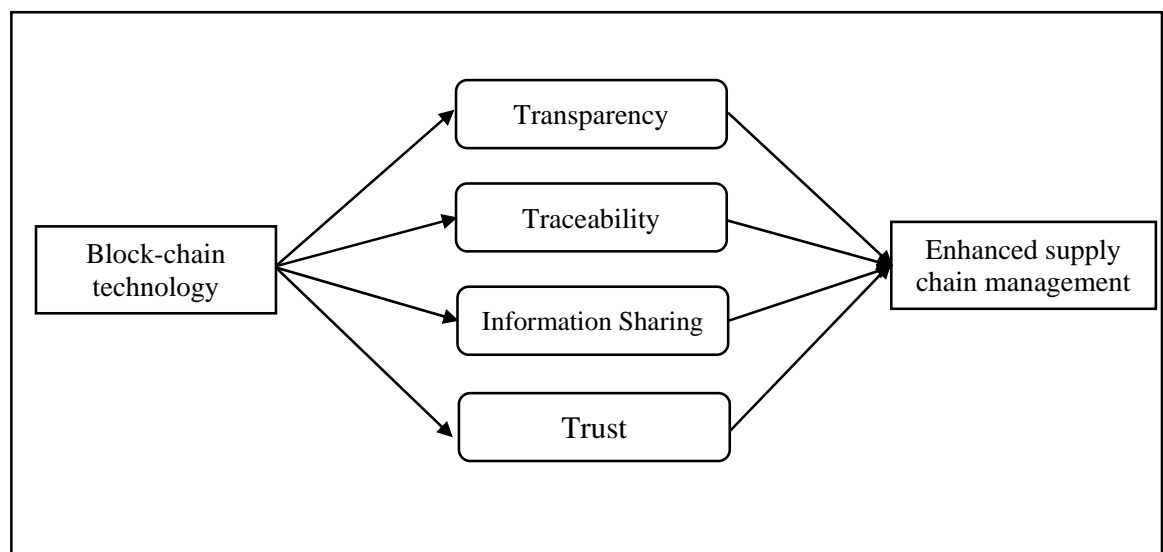 Transparency
Traceability
Block-chain
technology
Enhanced supply
chain management
Information Sharing
Trust